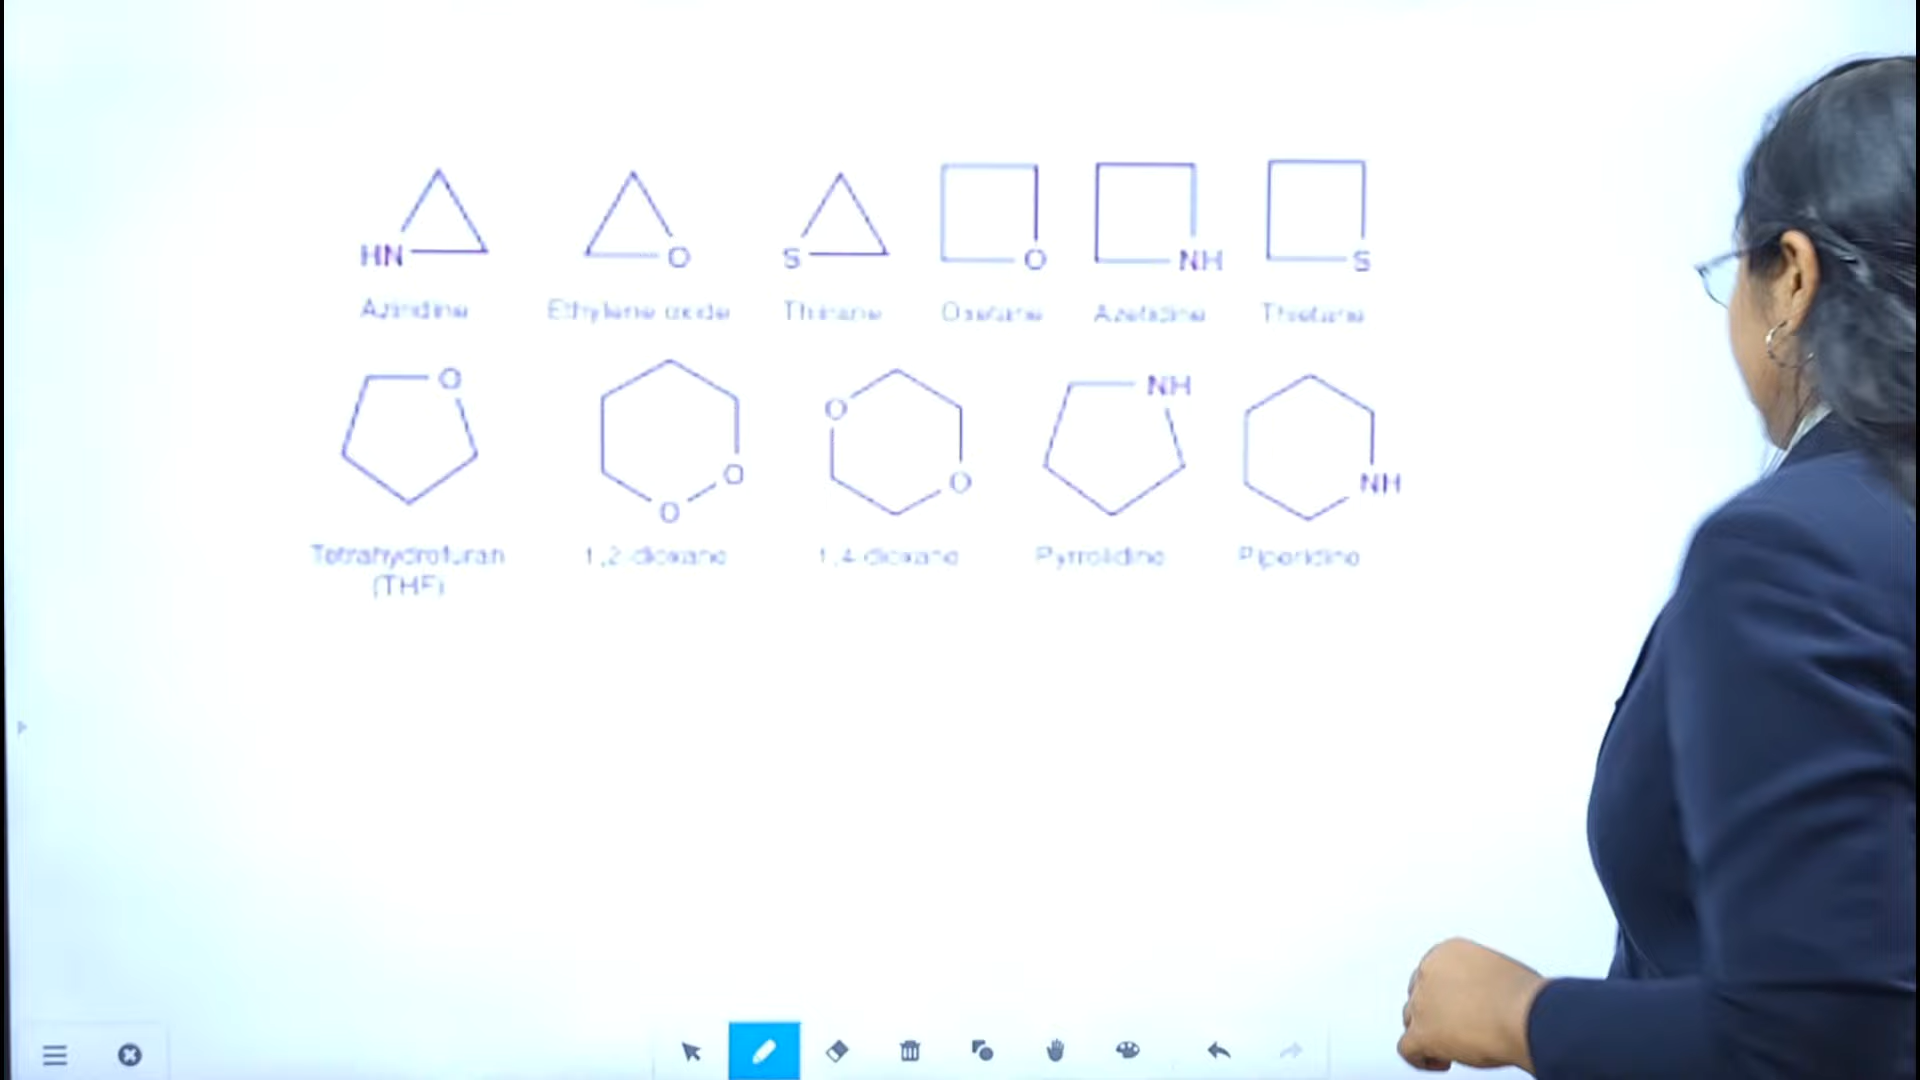 HN
O
S
O
NH
S
Aziridine
Ethylene oxide
Thiirane
Oxetane
Azetidine
Thietane
O
O
O
O
O
NH
NH
Tetrahydrofuran
(THF)
1,2-dioxane
1,4-dioxane
Pyrrolidine
Piperidine